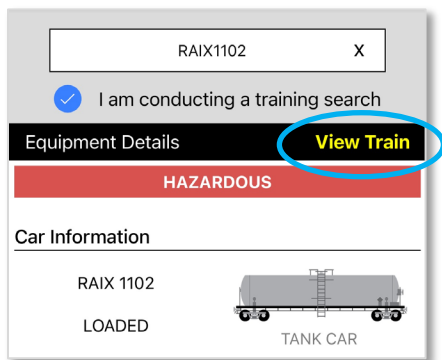 RAIX1102 X
I am conducting a training search
Equipment Details View Train
HAZARDOUS
Car Information
RAIX 1102
LOADED
TANK CAR